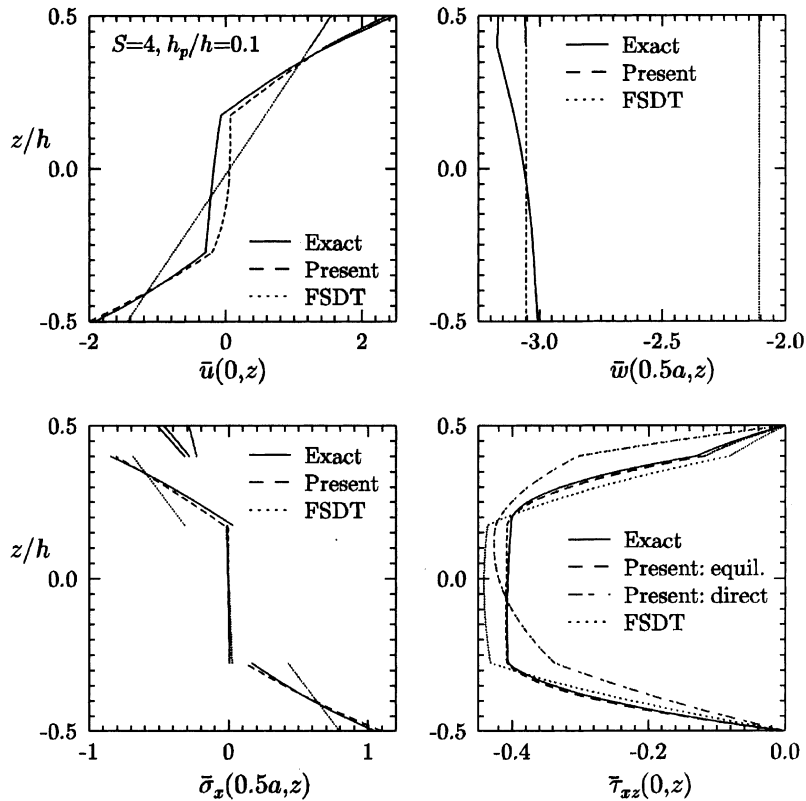 0.5
S=4, h_p/h=0.1
z/h
0.0
Exact
Present
FSDT
-0.5
-2
0
2
ū(0,z)
0.5
Exact
Present
FSDT
0.0
-0.5
-3.0
-2.5
-2.0
w̄(0.5a,z)
0.5
Exact
Present
FSDT
z/h
0.0
-0.5
-1
0
1
σ̄_x(0.5a,z)
0.5
Exact
Present: equil.
Present: direct
FSDT
0.0
-0.5
-0.4
-0.2
0.0
τ̄_xz(0,z)